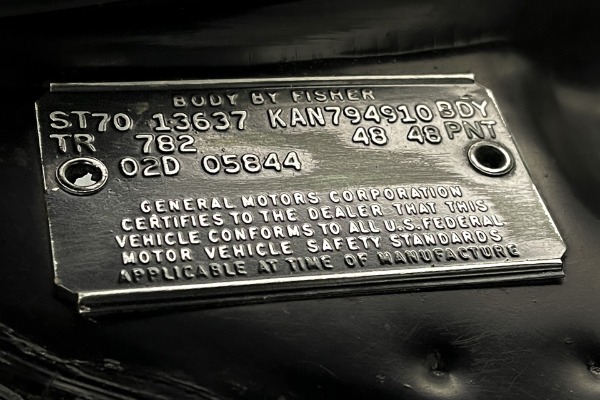 BODY BY FISHER
ST70 13637 KAN794910 BDY
TR 782 48 48 PNT
02D 05844
GENERAL MOTORS CORPORATION
CERTIFIES TO THE DEALER THAT THIS
VEHICLE CONFORMS TO ALL U.S. FEDERAL
MOTOR VEHICLE SAFETY STANDARDS
APPLICABLE AT TIME OF MANUFACTURE